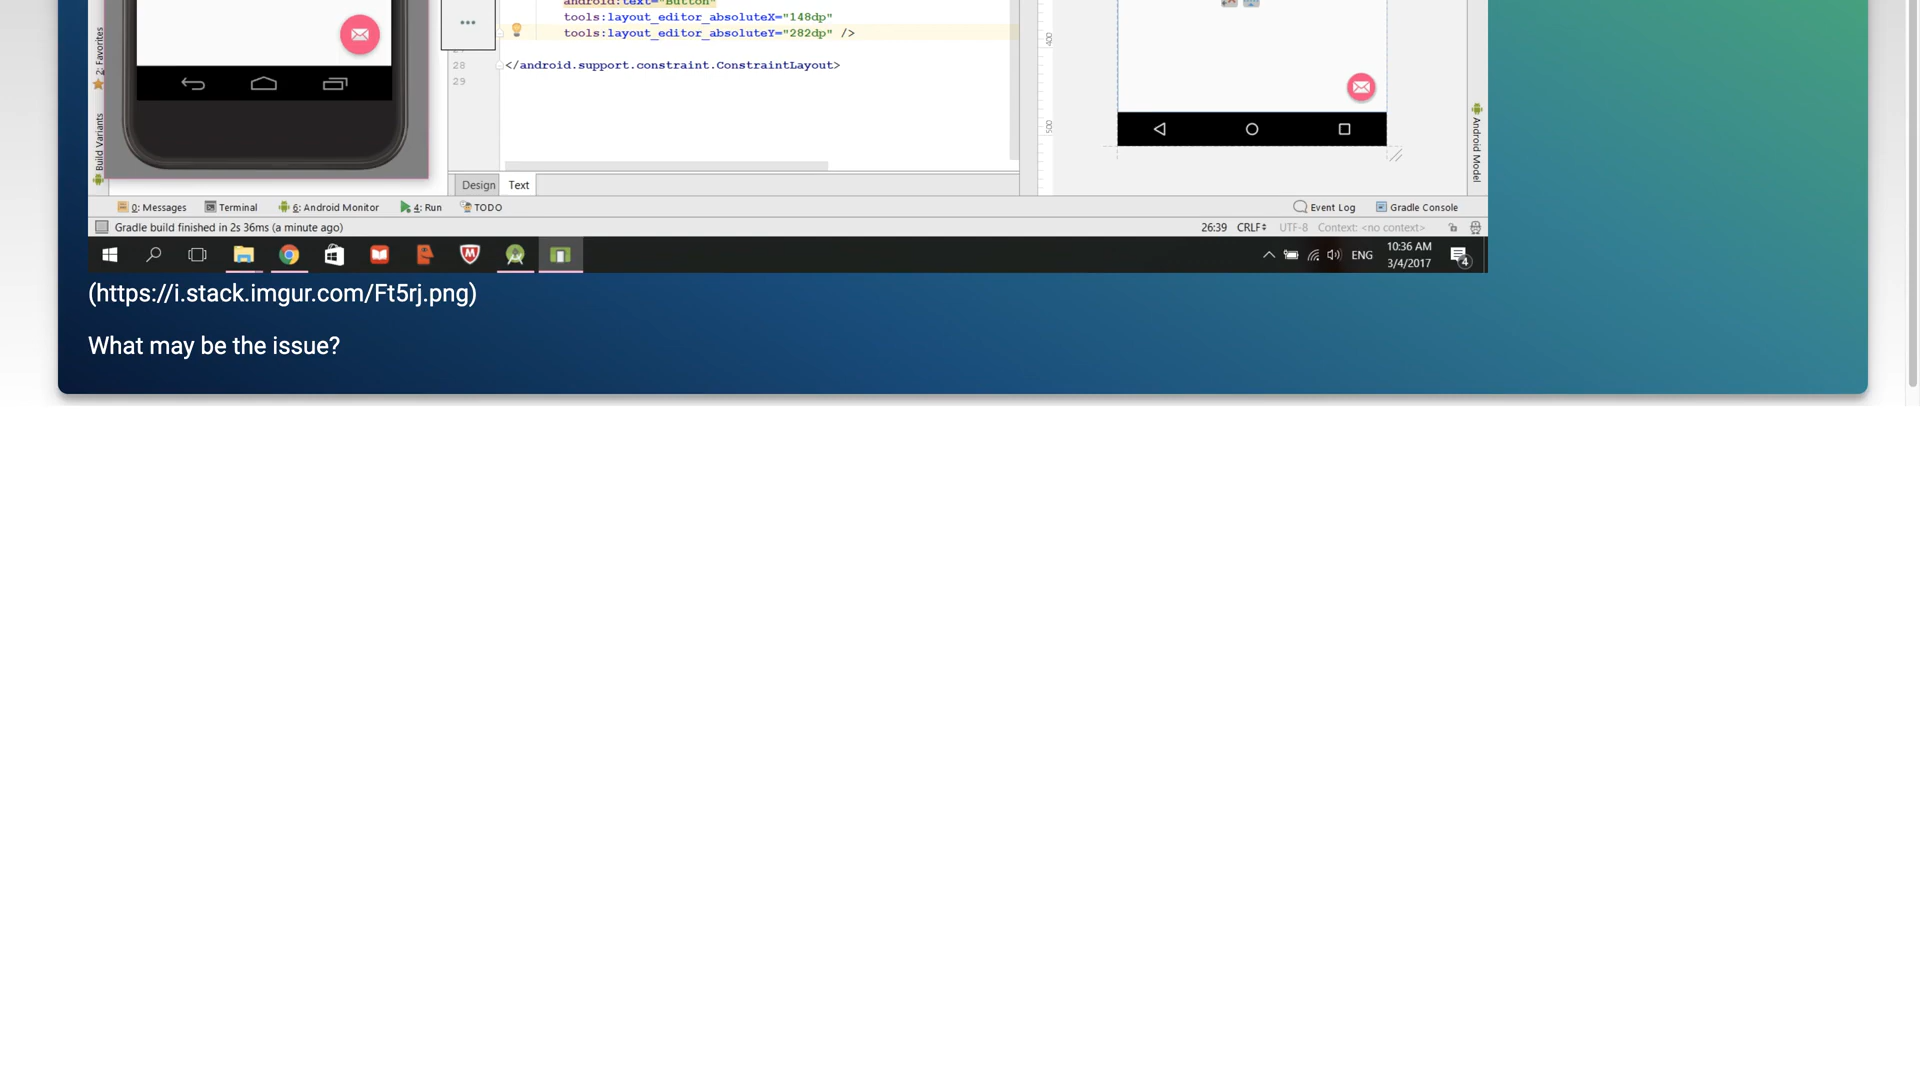 android:text="Button"
tools:layout_editor_absoluteX="148dp"
tools:layout_editor_absoluteY="282dp" />
28 </android.support.constraint.ConstraintLayout>
29
2: Favorites
Build Variants
400
500
Android Model
Design Text
0: Messages Terminal 6: Android Monitor 4: Run TODO Event Log Gradle Console
Gradle build finished in 2s 36ms (a minute ago) 26:39 CRLF UTF-8 Context: <no context>
ENG 10:36 AM
3/4/2017 4
(https://i.stack.imgur.com/Ft5rj.png)
What may be the issue?